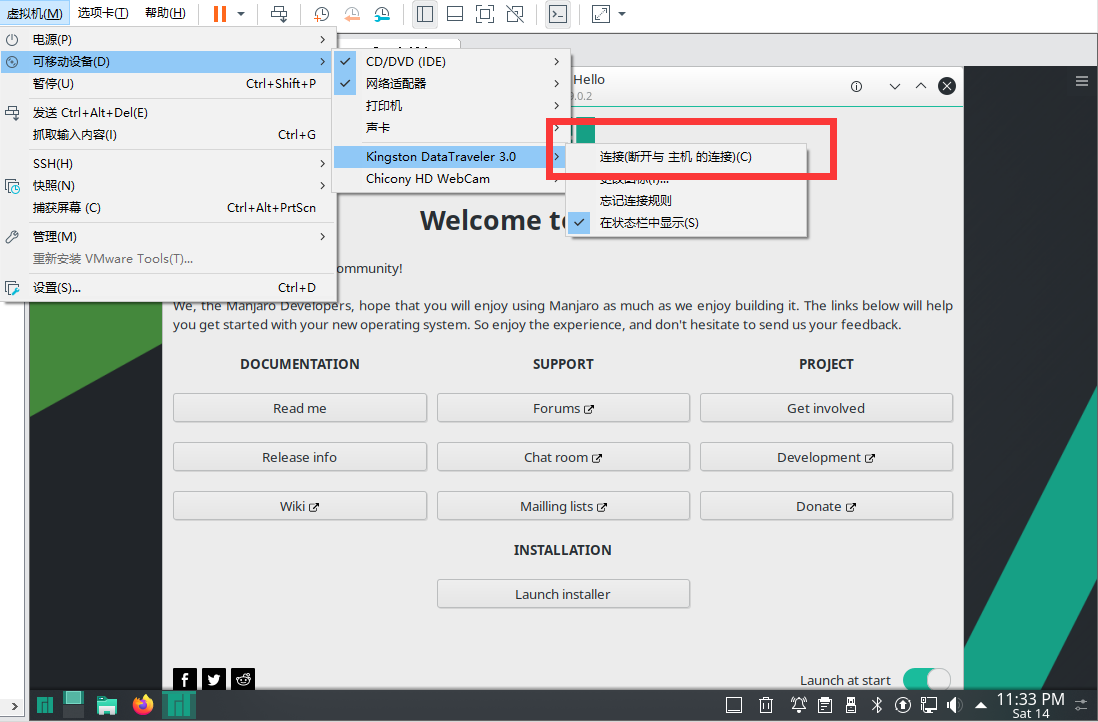 虚拟机(M) 选项卡(T) 帮助(H)
电源(P)
可移动设备(D)
暂停(U) Ctrl+Shift+P
发送 Ctrl+Alt+Del(E)
抓取输入内容(I) Ctrl+G
SSH(H)
快照(N)
捕获屏幕 (C) Ctrl+Alt+PrtScn
管理(M)
重新安装 VMware Tools(T)...
设置(S)... Ctrl+D
CD/DVD (IDE)
网络适配器
打印机
声卡
Kingston DataTraveler 3.0
Chicony HD WebCam
连接(断开与 主机 的连接)(C)
更改图标(I)...
忘记连接规则
在状态栏中显示(S)
Hello
.0.2
Welcome to
ommunity!
We, the Manjaro Developers, hope that you will enjoy using Manjaro as much as we enjoy building it. The links below will help
you get started with your new operating system. So enjoy the experience, and don't hesitate to send us your feedback.
DOCUMENTATION SUPPORT PROJECT
Read me Forums Get involved
Release info Chat room Development
Wiki Mailling lists Donate
INSTALLATION
Launch installer
Launch at start
11:33 PM
Sat 14